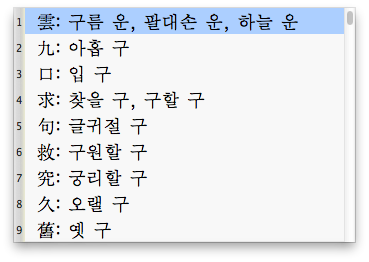 1 雲: 구름 운, 팔대손 운, 하늘 운
2 九: 아홉 구
3 口: 입 구
4 求: 찾을 구, 구할 구
5 句: 글귀절 구
6 救: 구원할 구
7 究: 궁리할 구
8 久: 오랠 구
9 舊: 옛 구